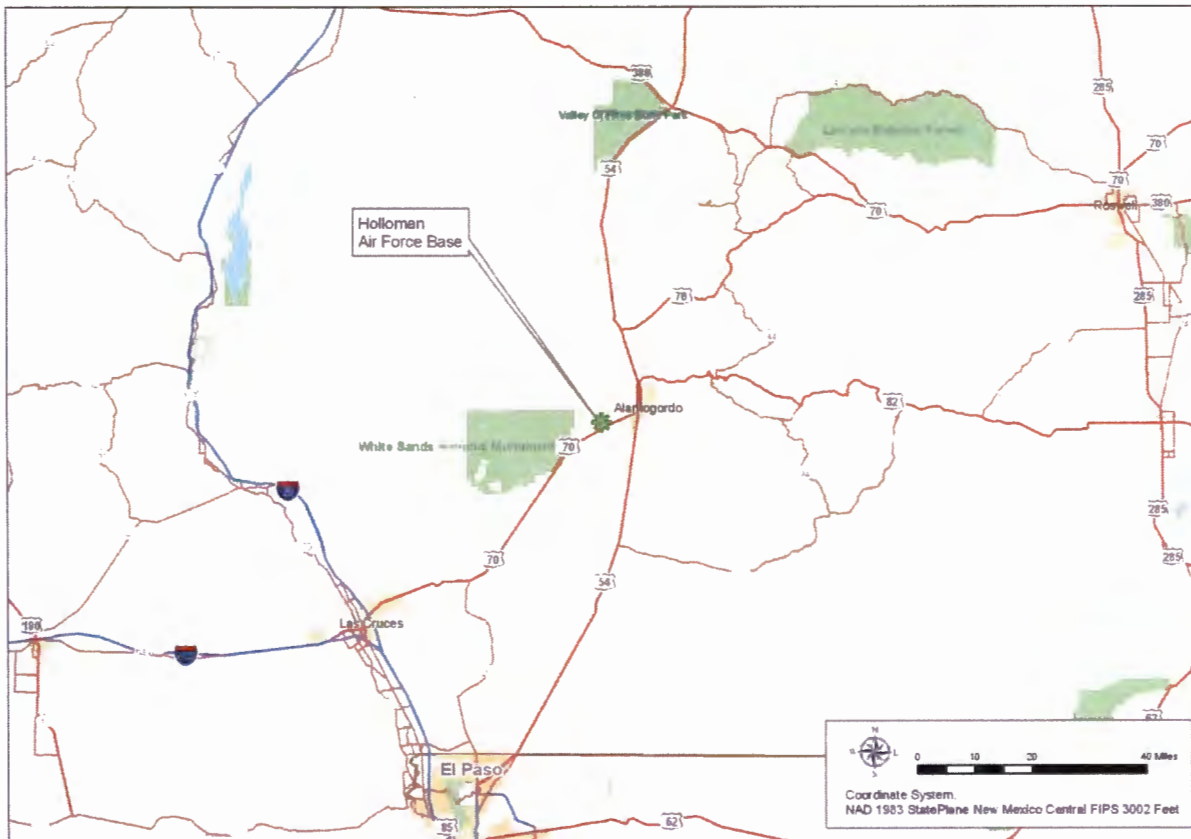 380
285
Valley Of Fires State Park
70
54
70
Roswell
380
70
Holloman
Air Force Base
70
285
82
Alamogordo
White Sands
70
285
285
70
54
Las Cruces
180
El Paso
85
62
67
N
S
0
10
20
40 Miles
Coordinate System.
NAD 1983 StatePlane New Mexico Central FIPS 3002 Feet